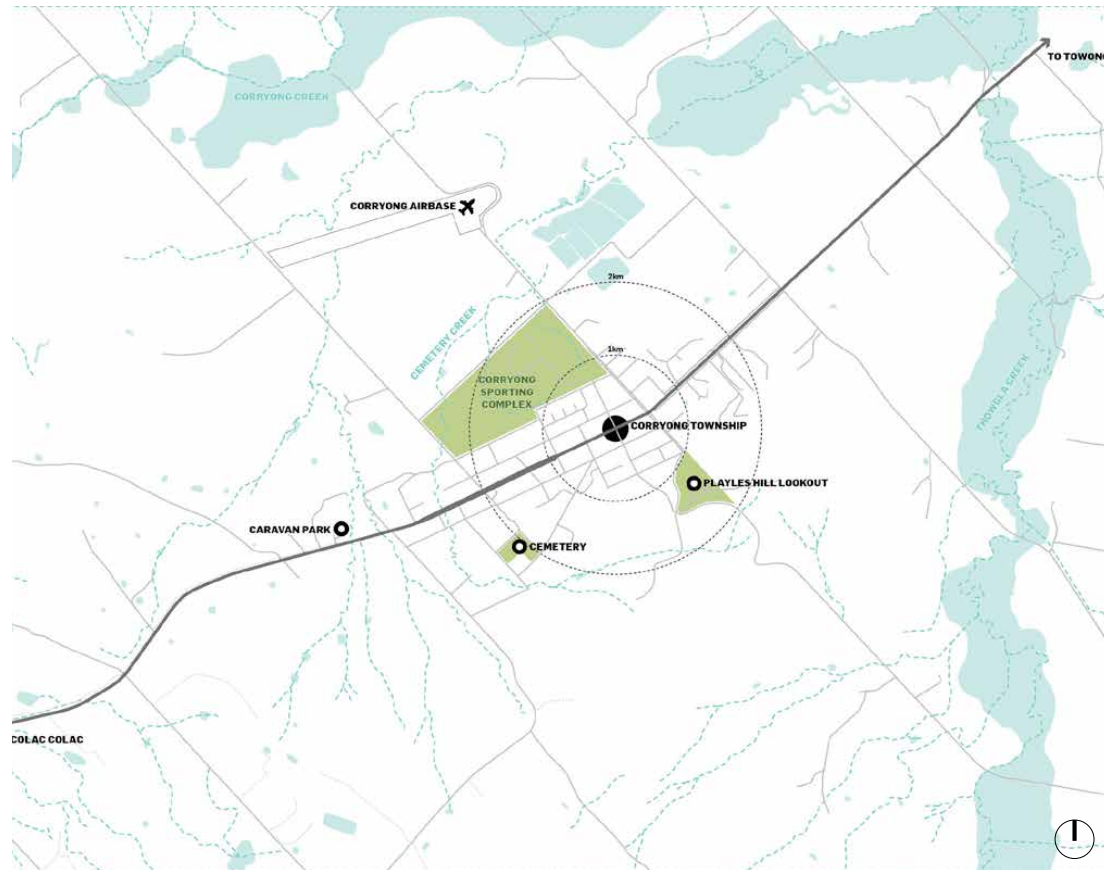 TO TOWONG
CORRYONG CREEK
CORRYONG AIRBASE
2km
CEMETERY CREEK
1km
CORRYONG
SPORTING
COMPLEX
THOWGLA CREEK
CORRYONG TOWNSHIP
PLAYLES HILL LOOKOUT
CARAVAN PARK
CEMETERY
COLAC COLAC